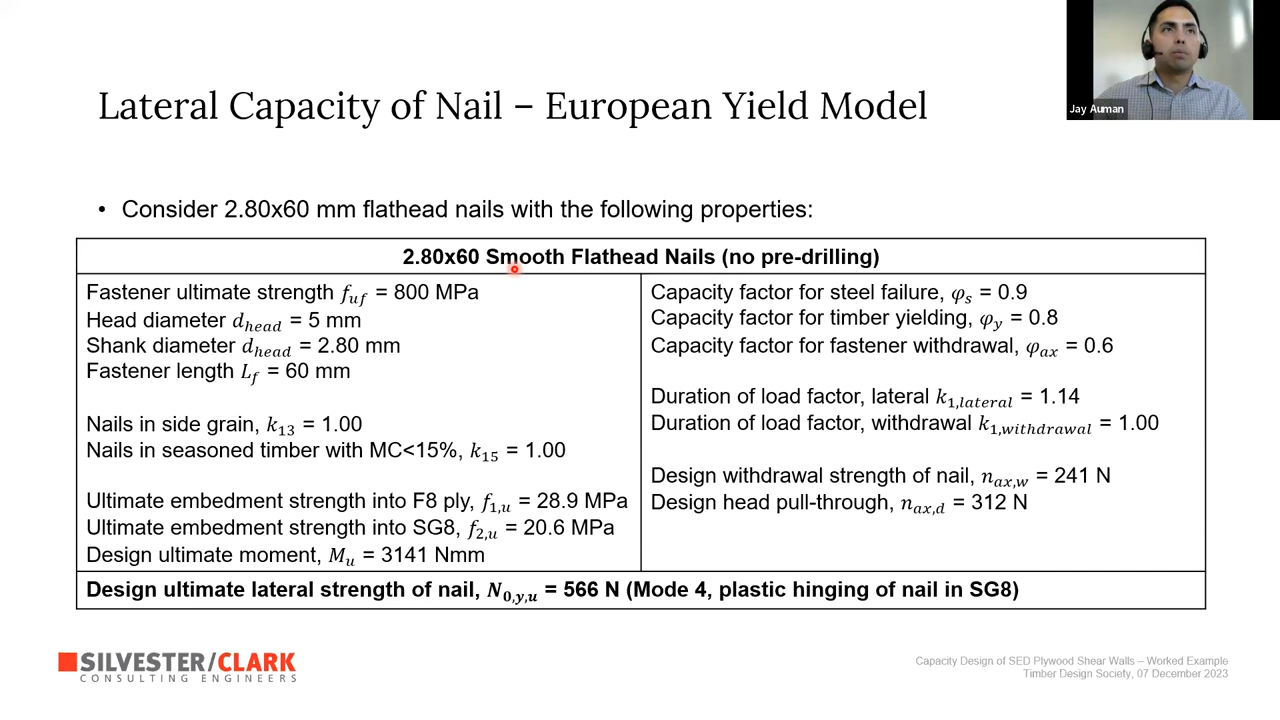 Jay Auman
Lateral Capacity of Nail – European Yield Model
• Consider 2.80x60 mm flathead nails with the following properties:
2.80x60 Smooth Flathead Nails (no pre-drilling)
Fastener ultimate strength f_uf = 800 MPa
Head diameter d_head = 5 mm
Shank diameter d_head = 2.80 mm
Fastener length L_f = 60 mm
Nails in side grain, k_13 = 1.00
Nails in seasoned timber with MC<15%, k_15 = 1.00
Ultimate embedment strength into F8 ply, f_1,u = 28.9 MPa
Ultimate embedment strength into SG8, f_2,u = 20.6 MPa
Design ultimate moment, M_u = 3141 Nmm
Capacity factor for steel failure, φ_s = 0.9
Capacity factor for timber yielding, φ_y = 0.8
Capacity factor for fastener withdrawal, φ_ax = 0.6
Duration of load factor, lateral k_1,lateral = 1.14
Duration of load factor, withdrawal k_1,withdrawal = 1.00
Design withdrawal strength of nail, n_ax,w = 241 N
Design head pull-through, n_ax,d = 312 N
Design ultimate lateral strength of nail, N_0,y,u = 566 N (Mode 4, plastic hinging of nail in SG8)
SILVESTER/CLARK
CONSULTING ENGINEERS
Capacity Design of SED Plywood Shear Walls – Worked Example
Timber Design Society, 07 December 2023